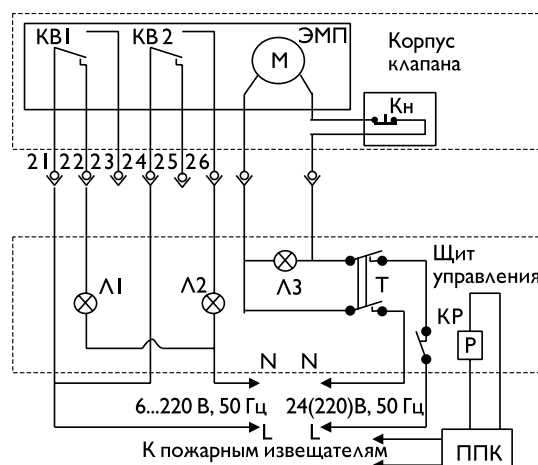 КВ1 КВ2 ЭМП
М
Корпус
клапана
Кн
21 22 23 24 25 26
Щит
управления
Л1 Л2 Л3 Т
КР
Р
N N
6...220 В, 50 Гц 24(220)В, 50 Гц
L L
К пожарным извещателям
ППК